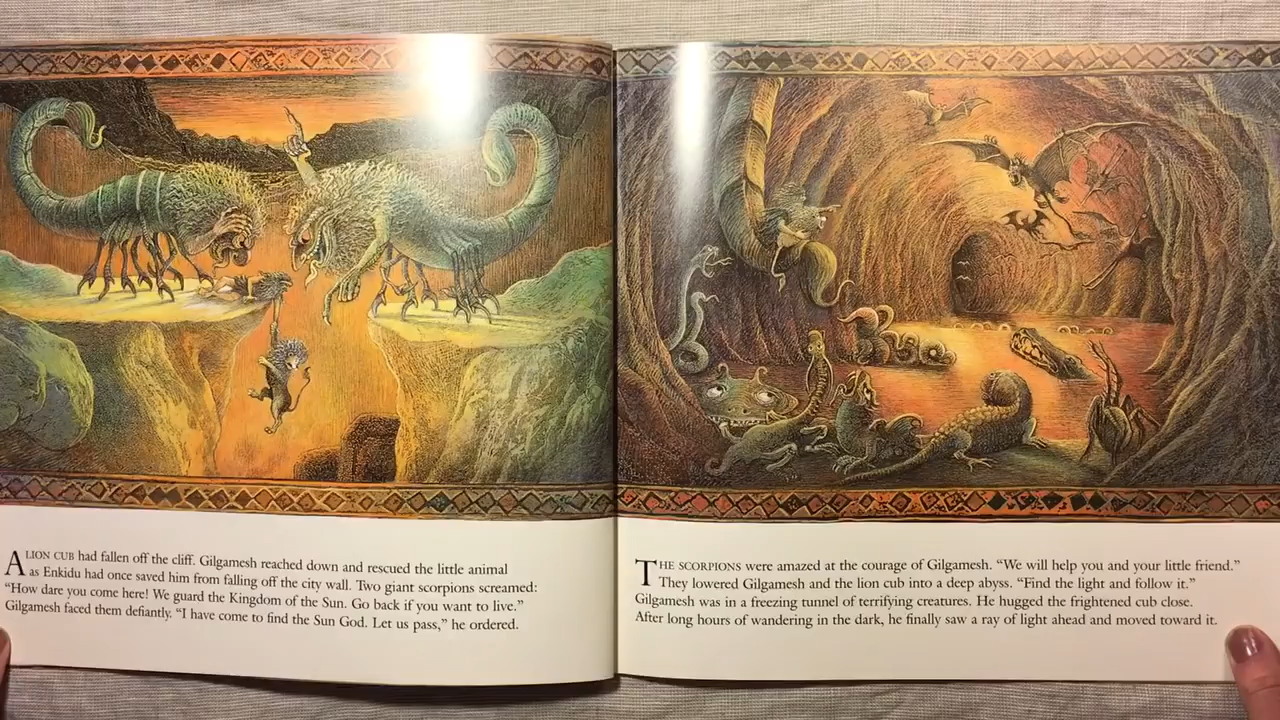 A LION CUB had fallen off the cliff. Gilgamesh reached down and rescued the little animal
as Enkidu had once saved him from falling off the city wall. Two giant scorpions screamed:
“How dare you come here! We guard the Kingdom of the Sun. Go back if you want to live.”
Gilgamesh faced them defiantly. “I have come to find the Sun God. Let us pass,” he ordered.
THE SCORPIONS were amazed at the courage of Gilgamesh. “We will help you and your little friend.”
They lowered Gilgamesh and the lion cub into a deep abyss. “Find the light and follow it.”
Gilgamesh was in a freezing tunnel of terrifying creatures. He hugged the frightened cub close.
After long hours of wandering in the dark, he finally saw a ray of light ahead and moved toward it.